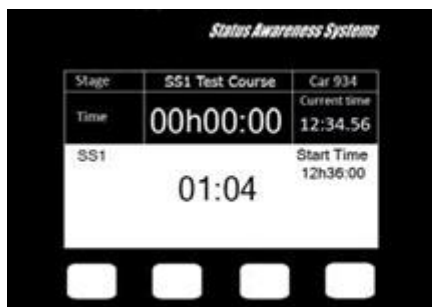 Status Awareness Systems
Stage SS1 Test Course Car 934
Time 00h00:00 Current time
12:34.56
SS1 Start Time
12h36:00
01:04